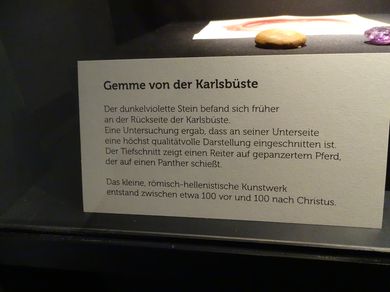 Gemme von der Karlsbüste
Der dunkelviolette Stein befand sich früher
an der Rückseite der Karlsbüste.
Eine Untersuchung ergab, dass an seiner Unterseite
eine höchst qualitätvolle Darstellung eingeschnitten ist.
Der Tiefschnitt zeigt einen Reiter auf gepanzertem Pferd,
der auf einen Panther schießt.
Das kleine, römisch-hellenistische Kunstwerk
entstand zwischen etwa 100 vor und 100 nach Christus.